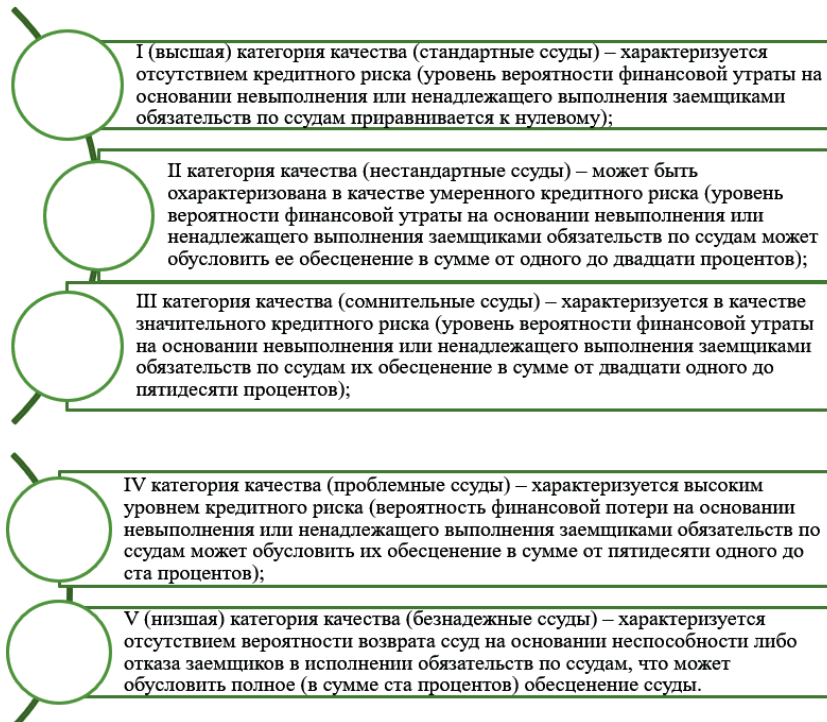 I (высшая) категория качества (стандартные ссуды) – характеризуется
отсутствием кредитного риска (уровень вероятности финансовой утраты на
основании невыполнения или ненадлежащего выполнения заемщиками
обязательств по ссудам приравнивается к нулевому);
II категория качества (нестандартные ссуды) – может быть
охарактеризована в качестве умеренного кредитного риска (уровень
вероятности финансовой утраты на основании невыполнения или
ненадлежащего выполнения заемщиками обязательств по ссудам может
обусловить ее обесценение в сумме от одного до двадцати процентов);
III категория качества (сомнительные ссуды) – характеризуется в качестве
значительного кредитного риска (уровень вероятности финансовой утраты
на основании невыполнения или ненадлежащего выполнения заемщиками
обязательств по ссудам их обесценение в сумме от двадцати одного до
пятидесяти процентов);
IV категория качества (проблемные ссуды) – характеризуется высоким
уровнем кредитного риска (вероятность финансовой потери на основании
невыполнения или ненадлежащего выполнения заемщиками обязательств по
ссудам может обусловить их обесценение в сумме от пятидесяти одного до
ста процентов);
V (низшая) категория качества (безнадежные ссуды) – характеризуется
отсутствием вероятности возврата ссуд на основании неспособности либо
отказа заемщиков в исполнении обязательств по ссудам, что может
обусловить полное (в сумме ста процентов) обесценение ссуды.